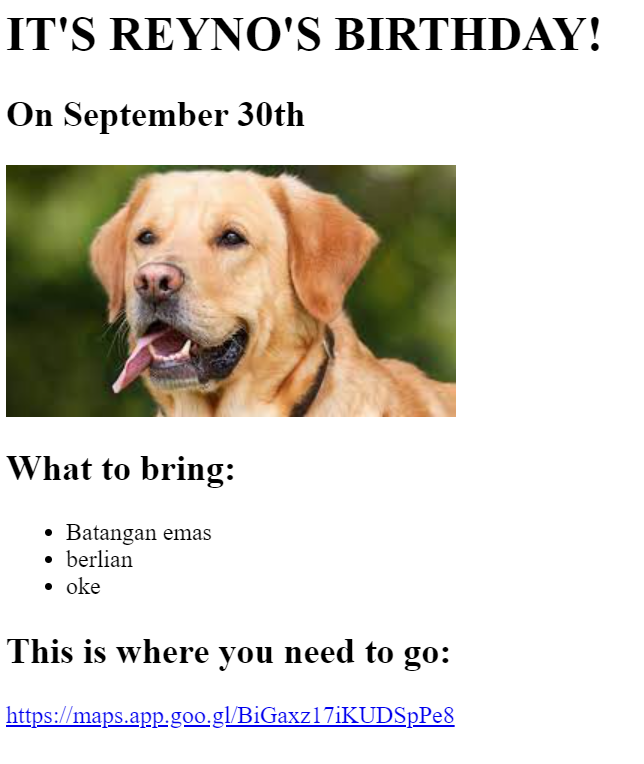 IT'S REYNO'S BIRTHDAY!
On September 30th
What to bring:
Batangan emas
berlian
oke
This is where you need to go:
https://maps.app.goo.gl/BiGaxz17iKUDSpPe8